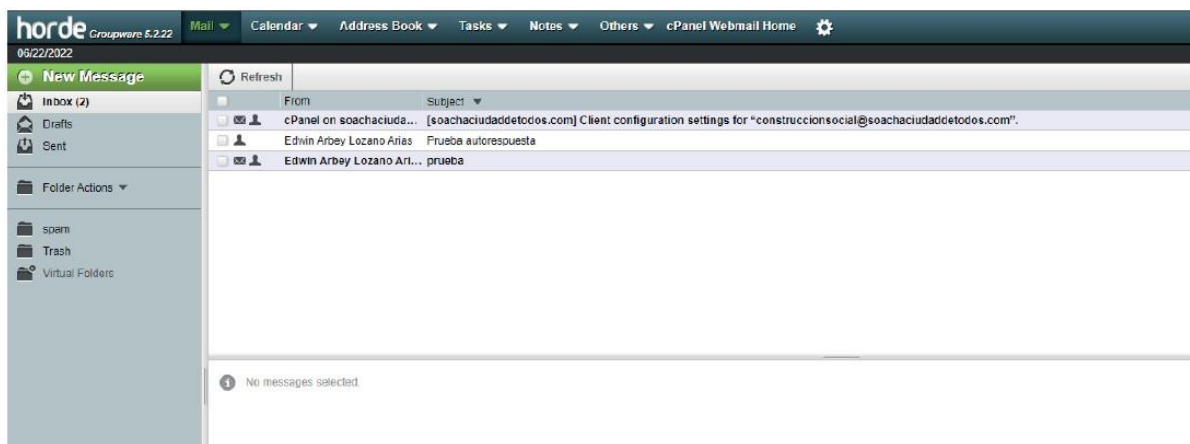 horde Groupware 5.2.22 Mail Calendar Address Book Tasks Notes Others cPanel Webmail Home
06/22/2022
New Message
Refresh
Inbox (2)
From Subject
Drafts
cPanel on soachaciuda... [soachaciudaddetodos.com] Client configuration settings for “construccionsocial@soachaciudaddetodos.com”.
Sent
Edwin Arbey Lozano Arias Prueba autorespuesta
Edwin Arbey Lozano Ari... prueba
Folder Actions
spam
Trash
Virtual Folders
No messages selected.